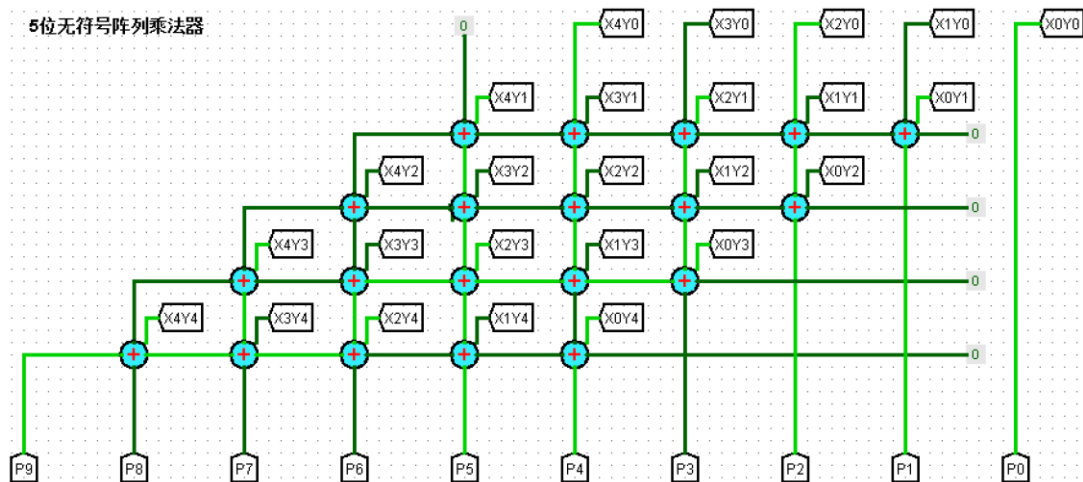 5位无符号阵列乘法器
0 X4Y0 X3Y0 X2Y0 X1Y0 X0Y0
X4Y1 X3Y1 X2Y1 X1Y1 X0Y1
+ + + + + 0
X4Y2 X3Y2 X2Y2 X1Y2 X0Y2
+ + + + + 0
X4Y3 X3Y3 X2Y3 X1Y3 X0Y3
+ + + + + 0
X4Y4 X3Y4 X2Y4 X1Y4 X0Y4
+ + + + + 0
P9 P8 P7 P6 P5 P4 P3 P2 P1 P0